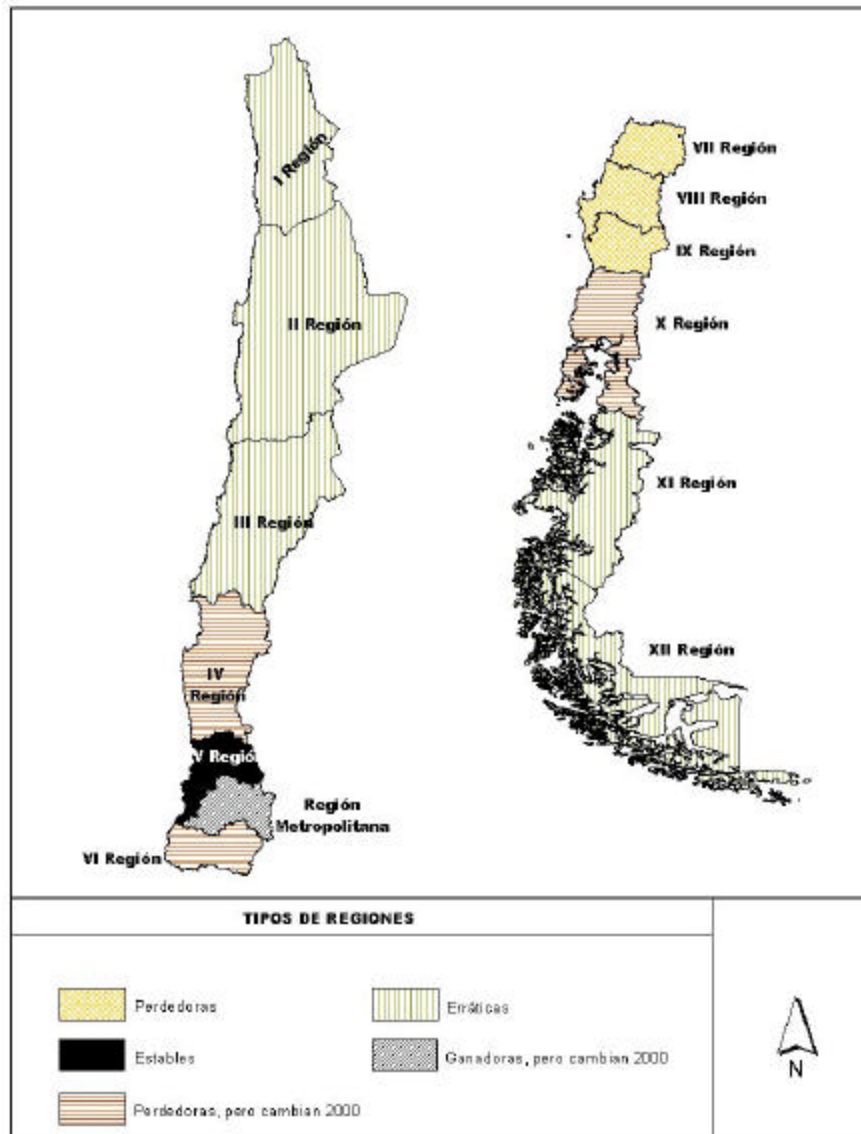 I Región
II Región
III Región
IV
Región
V Región
Región
Metropolitana
VI Región
VII Región
VIII Región
IX Región
X Región
XI Región
XII Región
TIPOS DE REGIONES
Perdedoras
Estables
Perdedoras, pero cambian 2000
Erráticas
Ganadoras, pero cambian 2000
N